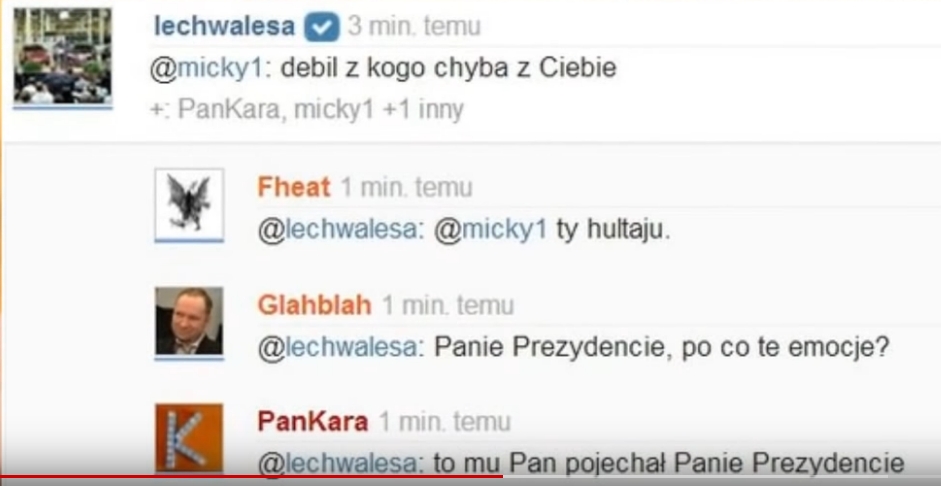 lechwalesa 3 min. temu
@micky1: debil z kogo chyba z Ciebie
+: PanKara, micky1 +1 inny
Fheat 1 min. temu
@lechwalesa: @micky1 ty hultaju.
Glahblah 1 min. temu
@lechwalesa: Panie Prezydencie, po co te emocje?
K
PanKara 1 min. temu
@lechwalesa: to mu Pan pojechał Panie Prezydencie